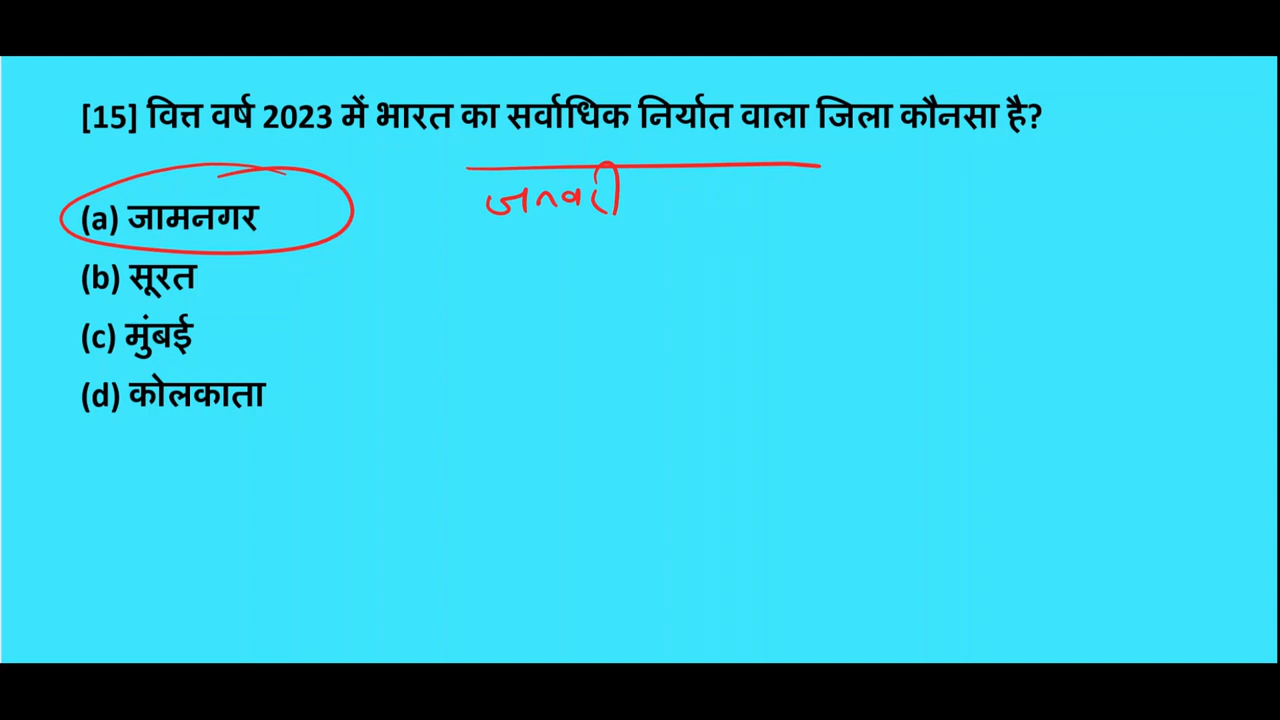 [15] वित्त वर्ष 2023 में भारत का सर्वाधिक निर्यात वाला जिला कौनसा है?
जनवरी
(a) जामनगर
(b) सूरत
(c) मुंबई
(d) कोलकाता